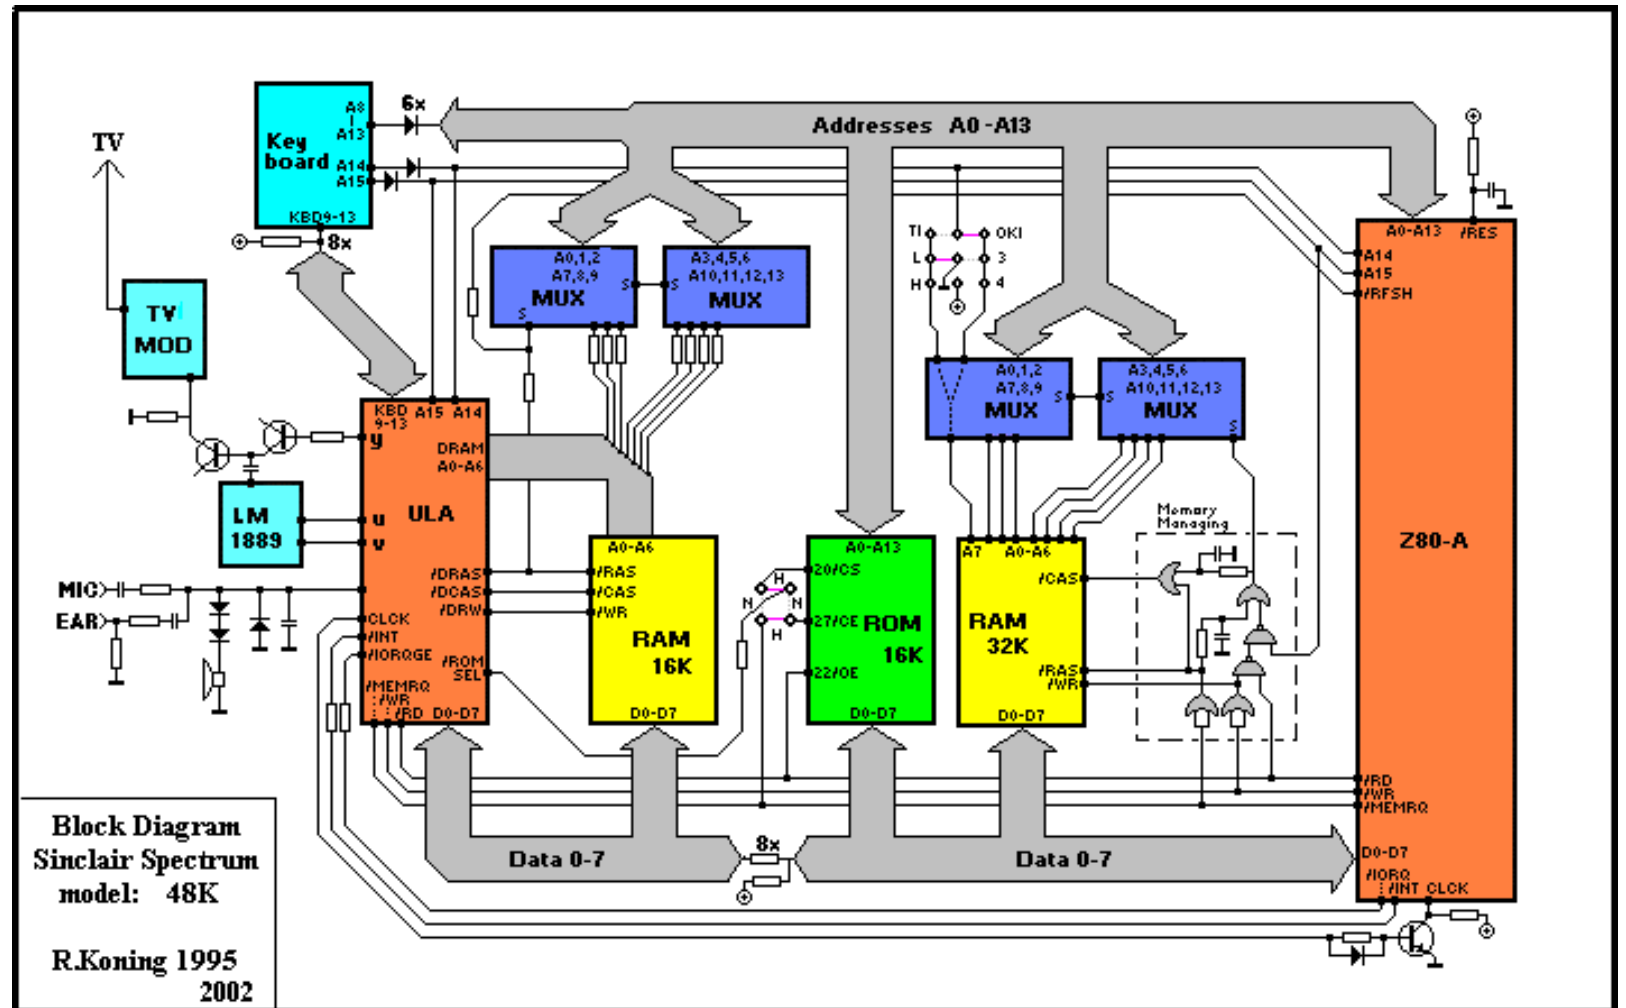 TV
A8
A13
Key
board
A14
A15
KBD9-13
6x
8x
Addresses A0-A13
TV
MOD
A0,1,2
A7,8,9
MUX
S
S
A3,4,5,6
A10,11,12,13
MUX
S
TI
OKI
L
3
H
4
A0-A13
/RES
A14
A15
/RFSH
Z80-A
A0,1,2
A7,8,9
MUX
S
A3,4,5,6
A10,11,12,13
MUX
S
S
KBD
9-13
A15
A14
y
DRAM
A0-A6
ULA
u
v
LM
1889
MIC
EAR
/DRAS
/DCAS
/DRW
CLCK
/INT
/IORQGE
/ROM
SEL
/MEMRQ
/WR
/RD
D0-D7
A0-A6
/RAS
/CAS
/WR
RAM
16K
D0-D7
H
N
N
H
A0-A13
20/CS
27/CE
ROM
16K
22/OE
D0-D7
A7
A0-A6
/CAS
RAM
32K
/RAS
/WR
D0-D7
Memory
Managing
/RD
/WR
/MEMRQ
D0-D7
/IORQ
/INT
CLCK
Data 0-7
8x
Data 0-7
Block Diagram
Sinclair Spectrum
model: 48K
R.Koning 1995
2002